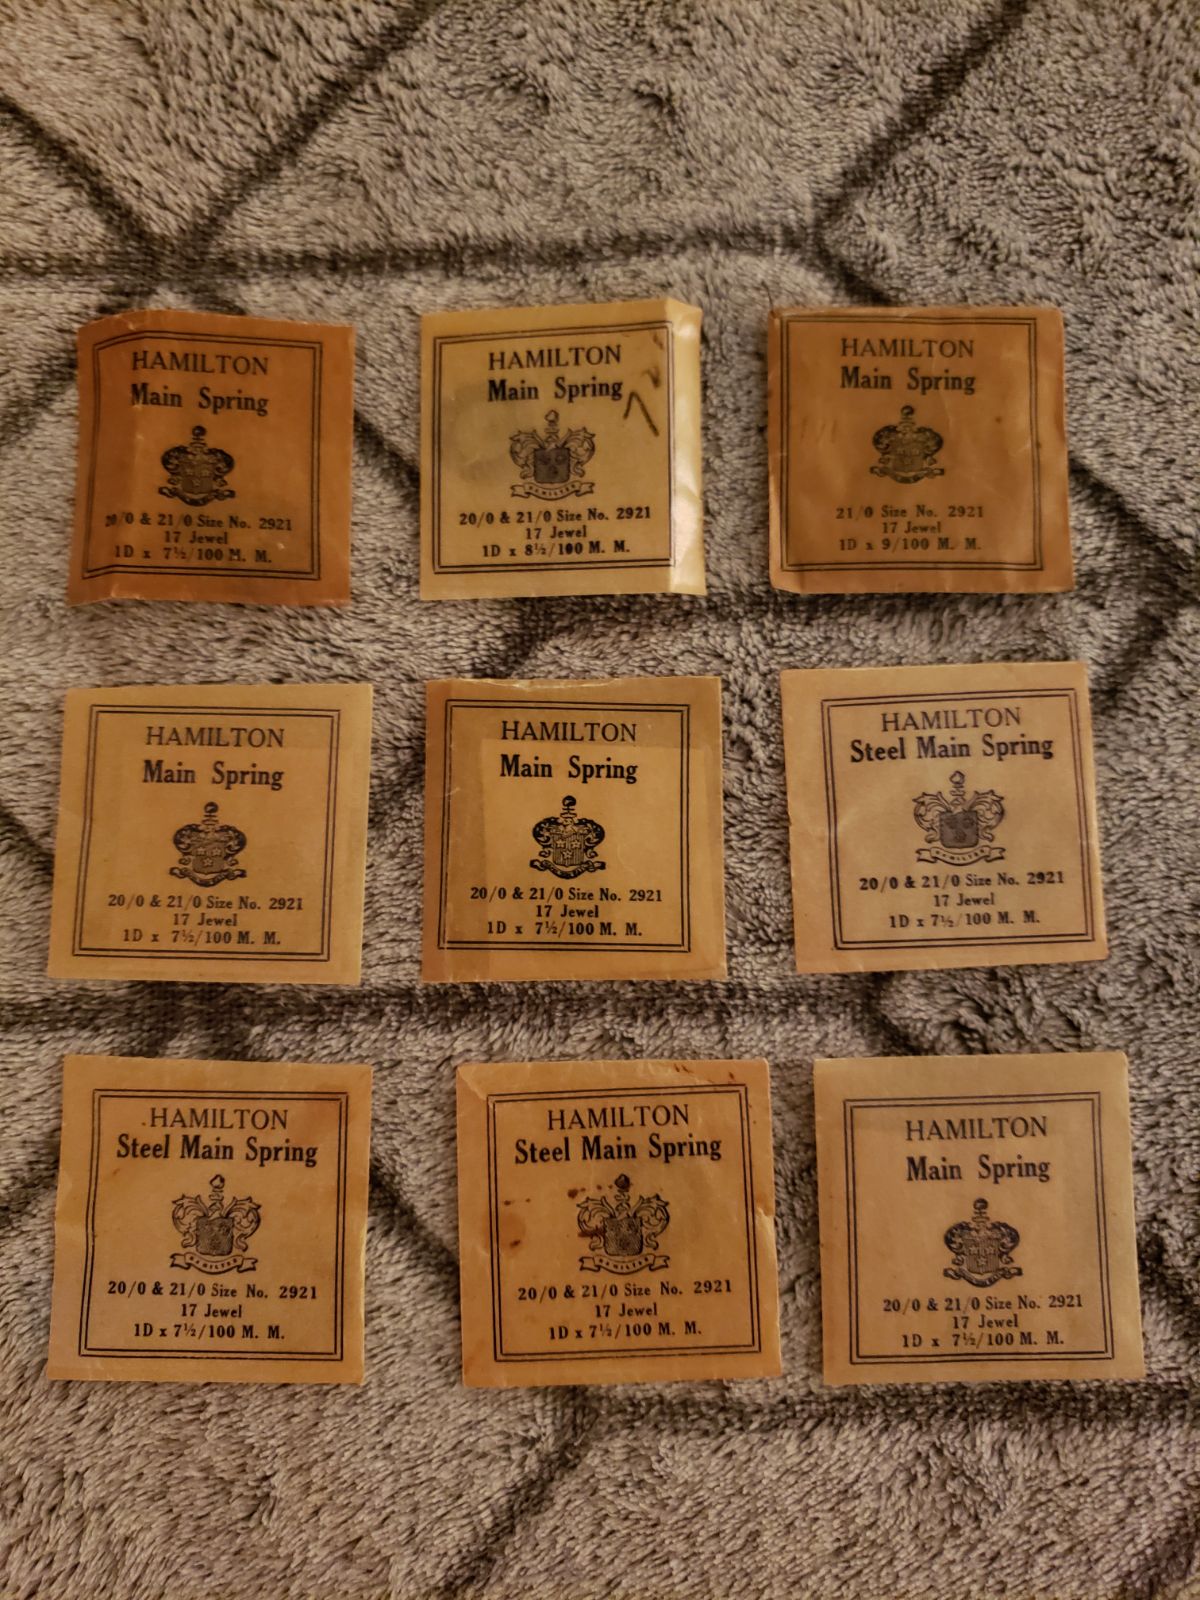 HAMILTON
Main Spring
20/0 & 21/0 Size No. 2921
17 Jewel
1D x 7½/100 M. M.
HAMILTON
Main Spring
HAMILTON
20/0 & 21/0 Size No. 2921
17 Jewel
1D x 8½/100 M. M.
HAMILTON
Main Spring
21/0 Size No. 2921
17 Jewel
1D x 9/100 M. M.
HAMILTON
Main Spring
20/0 & 21/0 Size No. 2921
17 Jewel
1D x 7½/100 M. M.
HAMILTON
Main Spring
20/0 & 21/0 Size No. 2921
17 Jewel
1D x 7½/100 M. M.
HAMILTON
Steel Main Spring
HAMILTON
20/0 & 21/0 Size No. 2921
17 Jewel
1D x 7½/100 M. M.
HAMILTON
Steel Main Spring
HAMILTON
20/0 & 21/0 Size No. 2921
17 Jewel
1D x 7½/100 M. M.
HAMILTON
Steel Main Spring
HAMILTON
20/0 & 21/0 Size No. 2921
17 Jewel
1D x 7½/100 M. M.
HAMILTON
Main Spring
20/0 & 21/0 Size No. 2921
17 Jewel
1D x 7½/100 M. M.